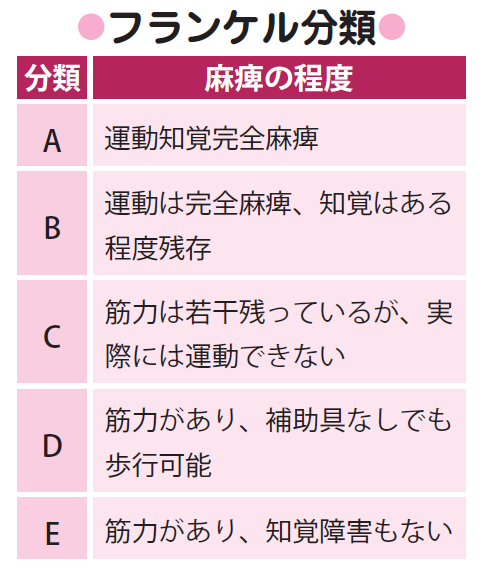 ●フランケル分類●
分類 麻痺の程度
A 運動知覚完全麻痺
B 運動は完全麻痺、知覚はある
程度残存
C 筋力は若干残っているが、実
際には運動できない
D 筋力があり、補助具なしでも
歩行可能
E 筋力があり、知覚障害もない